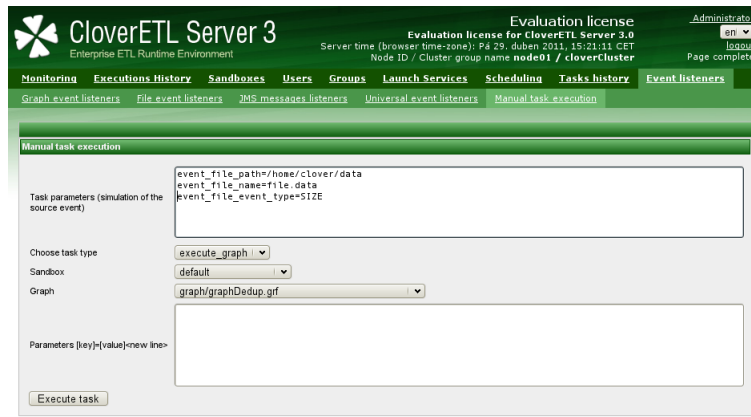 CloverETL Server 3
Enterprise ETL Runtime Environment
Evaluation license
Evaluation license for CloverETL Server 3.0
Server time (browser time-zone): Pá 29. duben 2011, 15:21:11 CET
Node ID / Cluster group name node01 / cloverCluster
Administrato
en
logou
Page complete
Monitoring Executions History Sandboxes Users Groups Launch Services Scheduling Tasks history Event listeners
Graph event listeners File event listeners JMS messages listeners Universal event listeners Manual task execution
Manual task execution
Task parameters (simulation of the source event)
event_file_path=/home/clover/data
event_file_name=file.data
event_file_event_type=SIZE
Choose task type execute_graph
Sandbox default
Graph graph/graphDedup.grf
Parameters [key]=[value]<new line>
Execute task